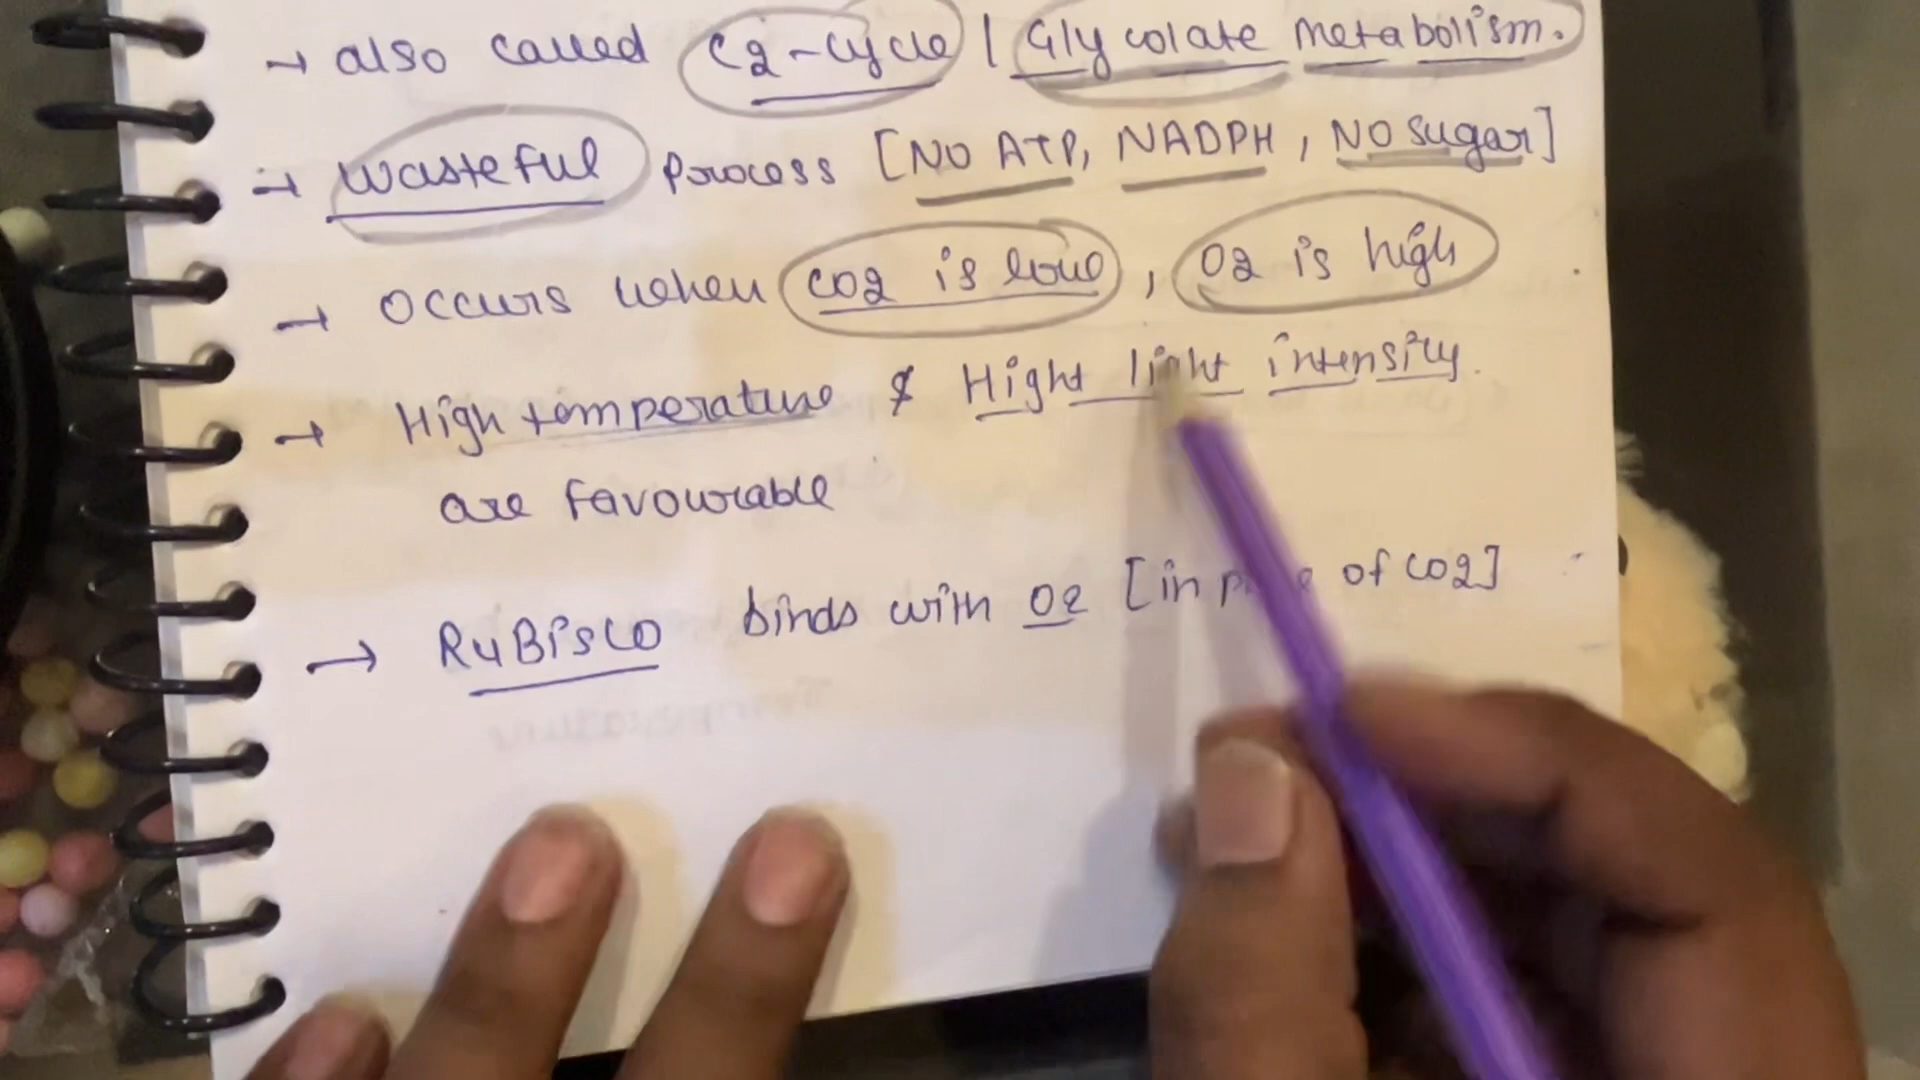 → also called C2-cycle | Glycolate metabolism.
→ wasteful process [NO ATP, NADPH, NO sugar]
→ occurs when CO2 is low, O2 is high
→ High temperature & Hight light intensity.
are favourable
→ RuBisCO binds with O2 [in of CO2]